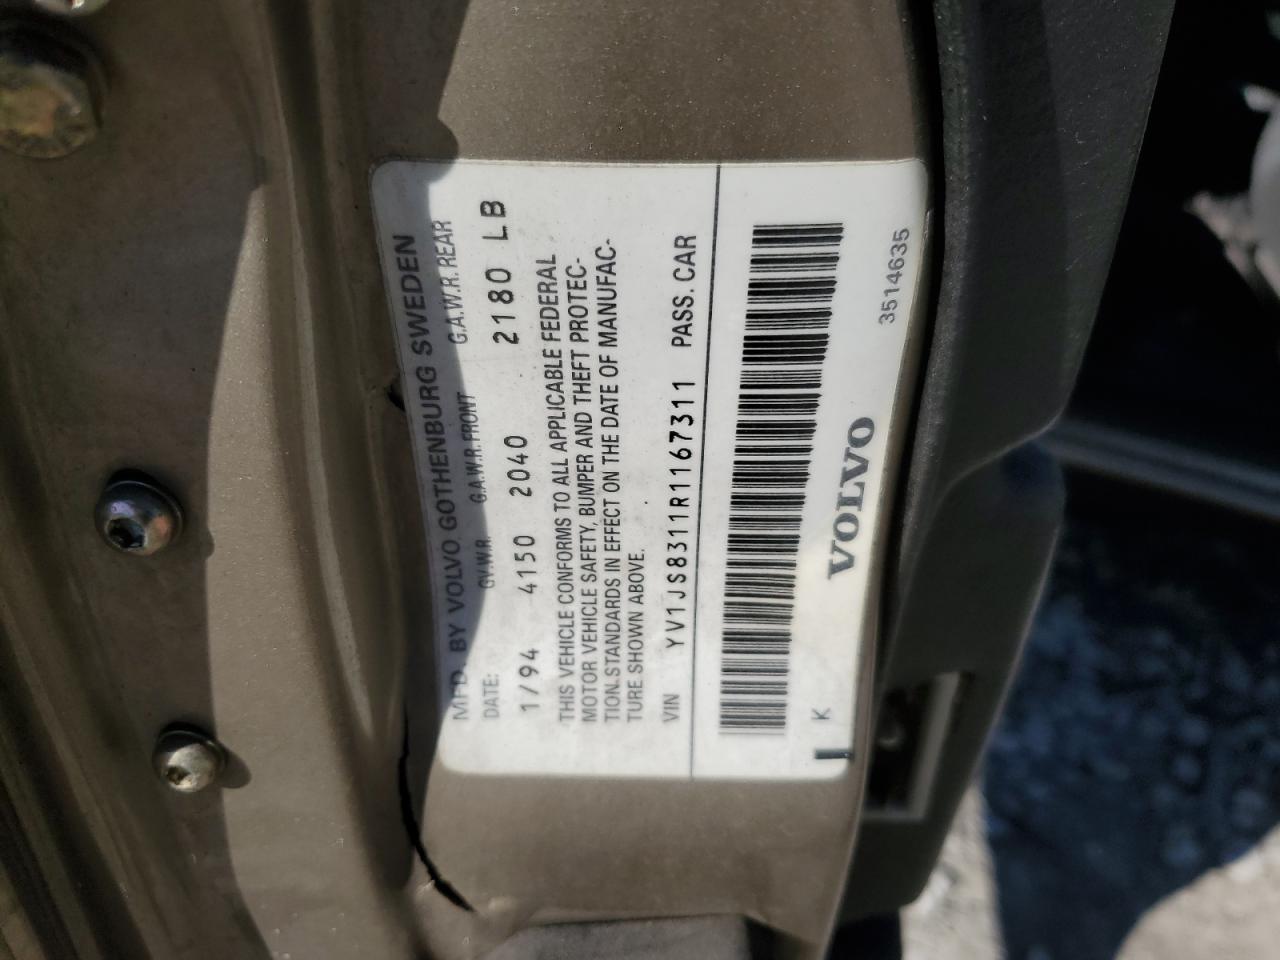 MFD. BY VOLVO GOTHENBURG SWEDEN
DATE: G.V.W.R. G.A.W.R. FRONT G.A.W.R. REAR
1/94 4150 2040 2180 LB
THIS VEHICLE CONFORMS TO ALL APPLICABLE FEDERAL
MOTOR VEHICLE SAFETY, BUMPER AND THEFT PROTEC-
TION STANDARDS IN EFFECT ON THE DATE OF MANUFAC-
TURE SHOWN ABOVE.
VIN YV1JS8311R1167311 PASS. CAR
K VOLVO 3514635